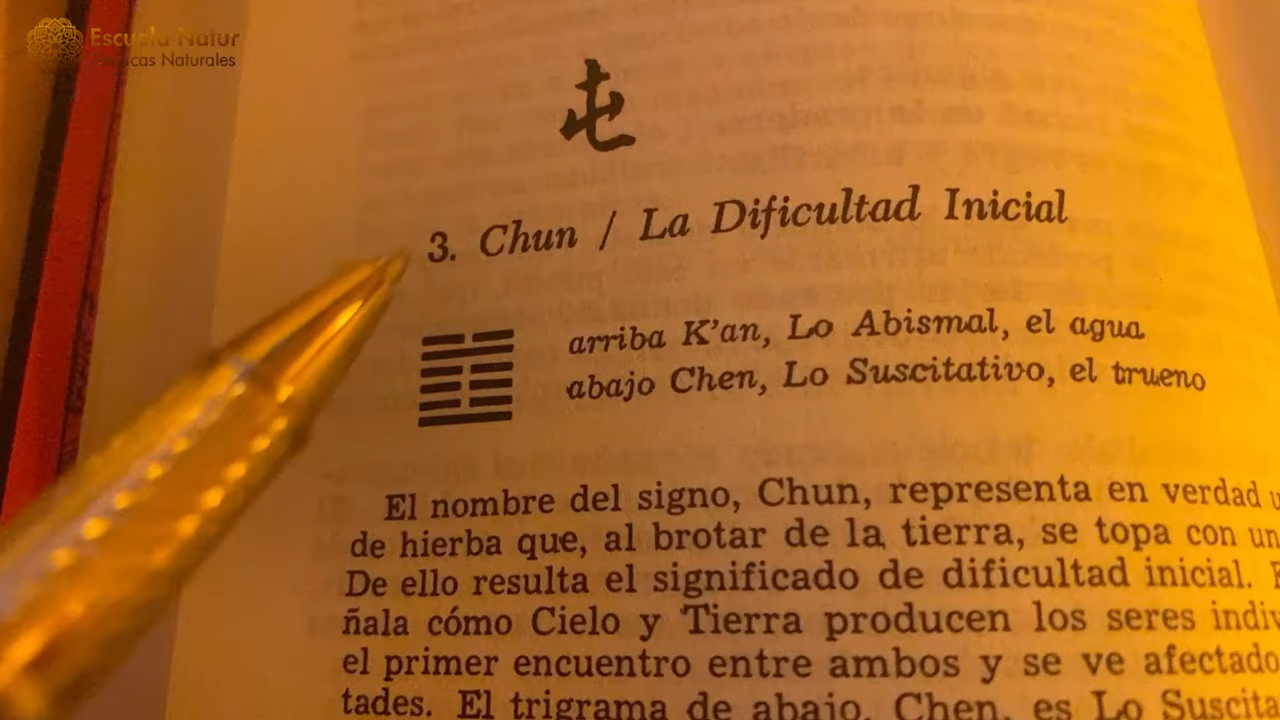 Escuela Natur
Técnicas Naturales
屯
3. Chun / La Dificultad Inicial
arriba K'an, Lo Abismal, el agua
abajo Chen, Lo Suscitativo, el trueno
El nombre del signo, Chun, representa en verdad u
de hierba que, al brotar de la tierra, se topa con un
De ello resulta el significado de dificultad inicial. E
ñala cómo Cielo y Tierra producen los seres indiv
el primer encuentro entre ambos y se ve afectado
tades. El trigrama de abajo, Chen, es Lo Suscita